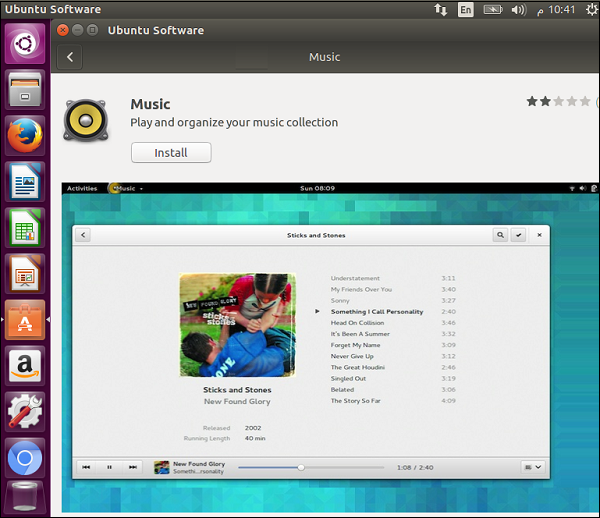 Ubuntu Software
En
م 10:41
Ubuntu Software
Music
Music
Play and organize your music collection
Install
Activities
Music
Sun 08:09
Sticks and Stones
NEW FOUND GLORY
sticks and stones
Sticks and Stones
New Found Glory
Released 2002
Running Length 40 min
Understatement 3:11
My Friends Over You 3:40
Sonny 3:27
Something I Call Personality 2:40
Head On Collision 3:46
It's Been A Summer 3:32
Forget My Name 3:09
Never Give Up 3:12
The Great Houdini 2:46
Singled Out 3:19
Belated 3:06
The Story So Far 4:09
New Found Glory
Somethi...rsonality
1:08 / 2:40